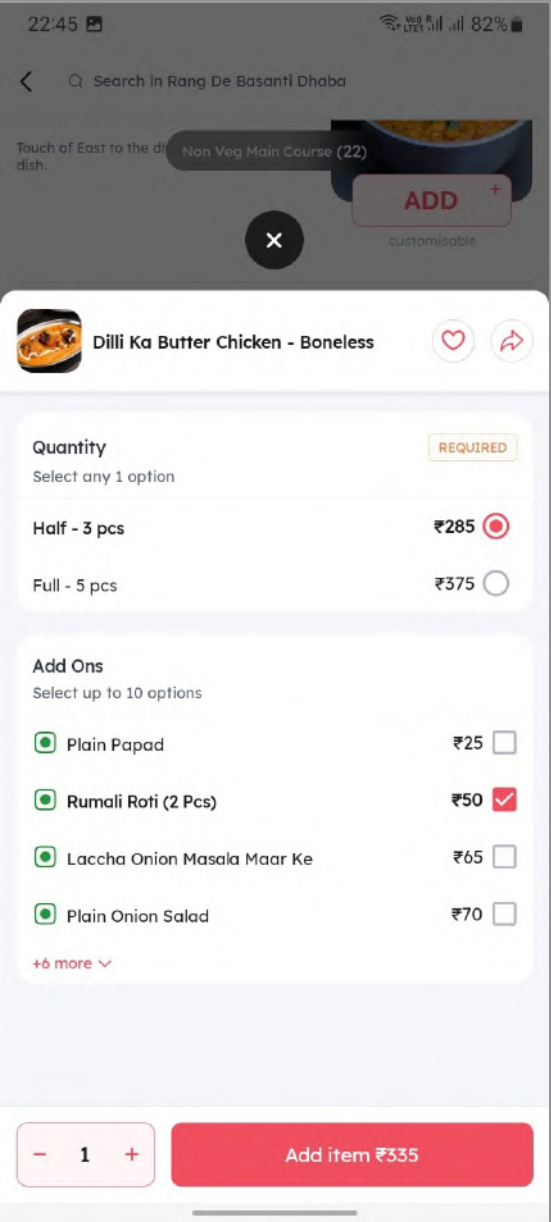 22:45
Vo9 R
LTE1 82%
Search in Rang De Basanti Dhaba
Touch of East to the dh
dish.
Non Veg Main Course (22)
ADD +
customisable
Dilli Ka Butter Chicken - Boneless
Quantity
REQUIRED
Select any 1 option
Half - 3 pcs ₹285
Full - 5 pcs ₹375
Add Ons
Select up to 10 options
Plain Papad ₹25
Rumali Roti (2 Pcs) ₹50
Laccha Onion Masala Maar Ke ₹65
Plain Onion Salad ₹70
+6 more
− 1 +
Add item ₹335